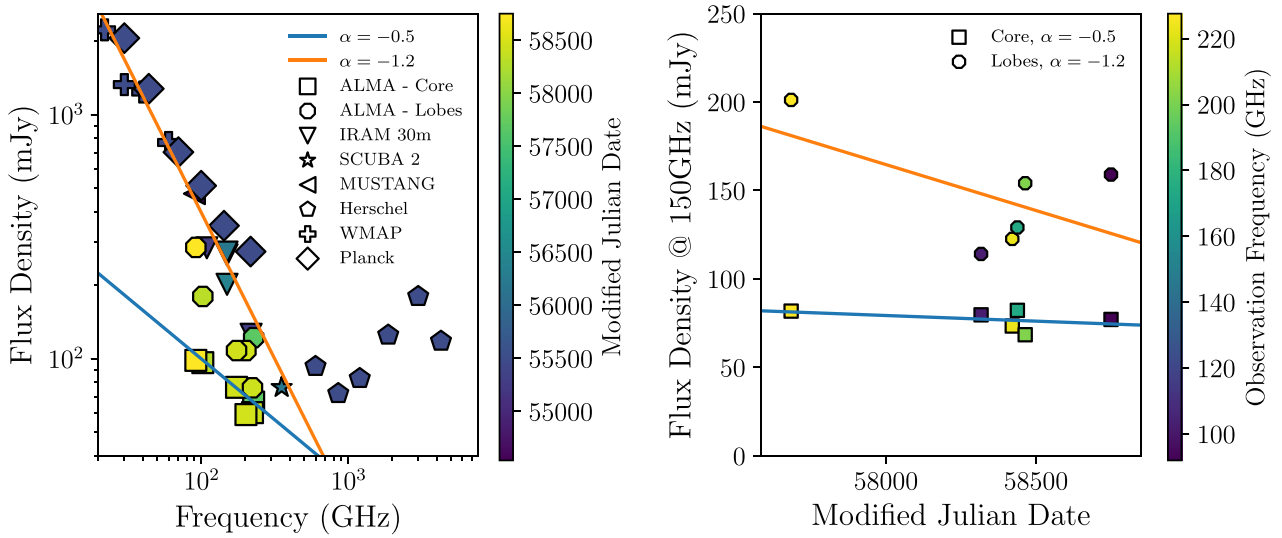 Flux Density (mJy)
10³
10²
10² 10³
Frequency (GHz)
α = −0.5
α = −1.2
ALMA - Core
ALMA - Lobes
IRAM 30m
SCUBA 2
MUSTANG
Herschel
WMAP
Planck
58500
58000
57500
57000
56500
56000
55500
55000
Modified Julian Date
Flux Density @ 150GHz (mJy)
250
200
150
100
50
0
58000 58500
Modified Julian Date
Core, α = −0.5
Lobes, α = −1.2
220
200
180
160
140
120
100
Observation Frequency (GHz)